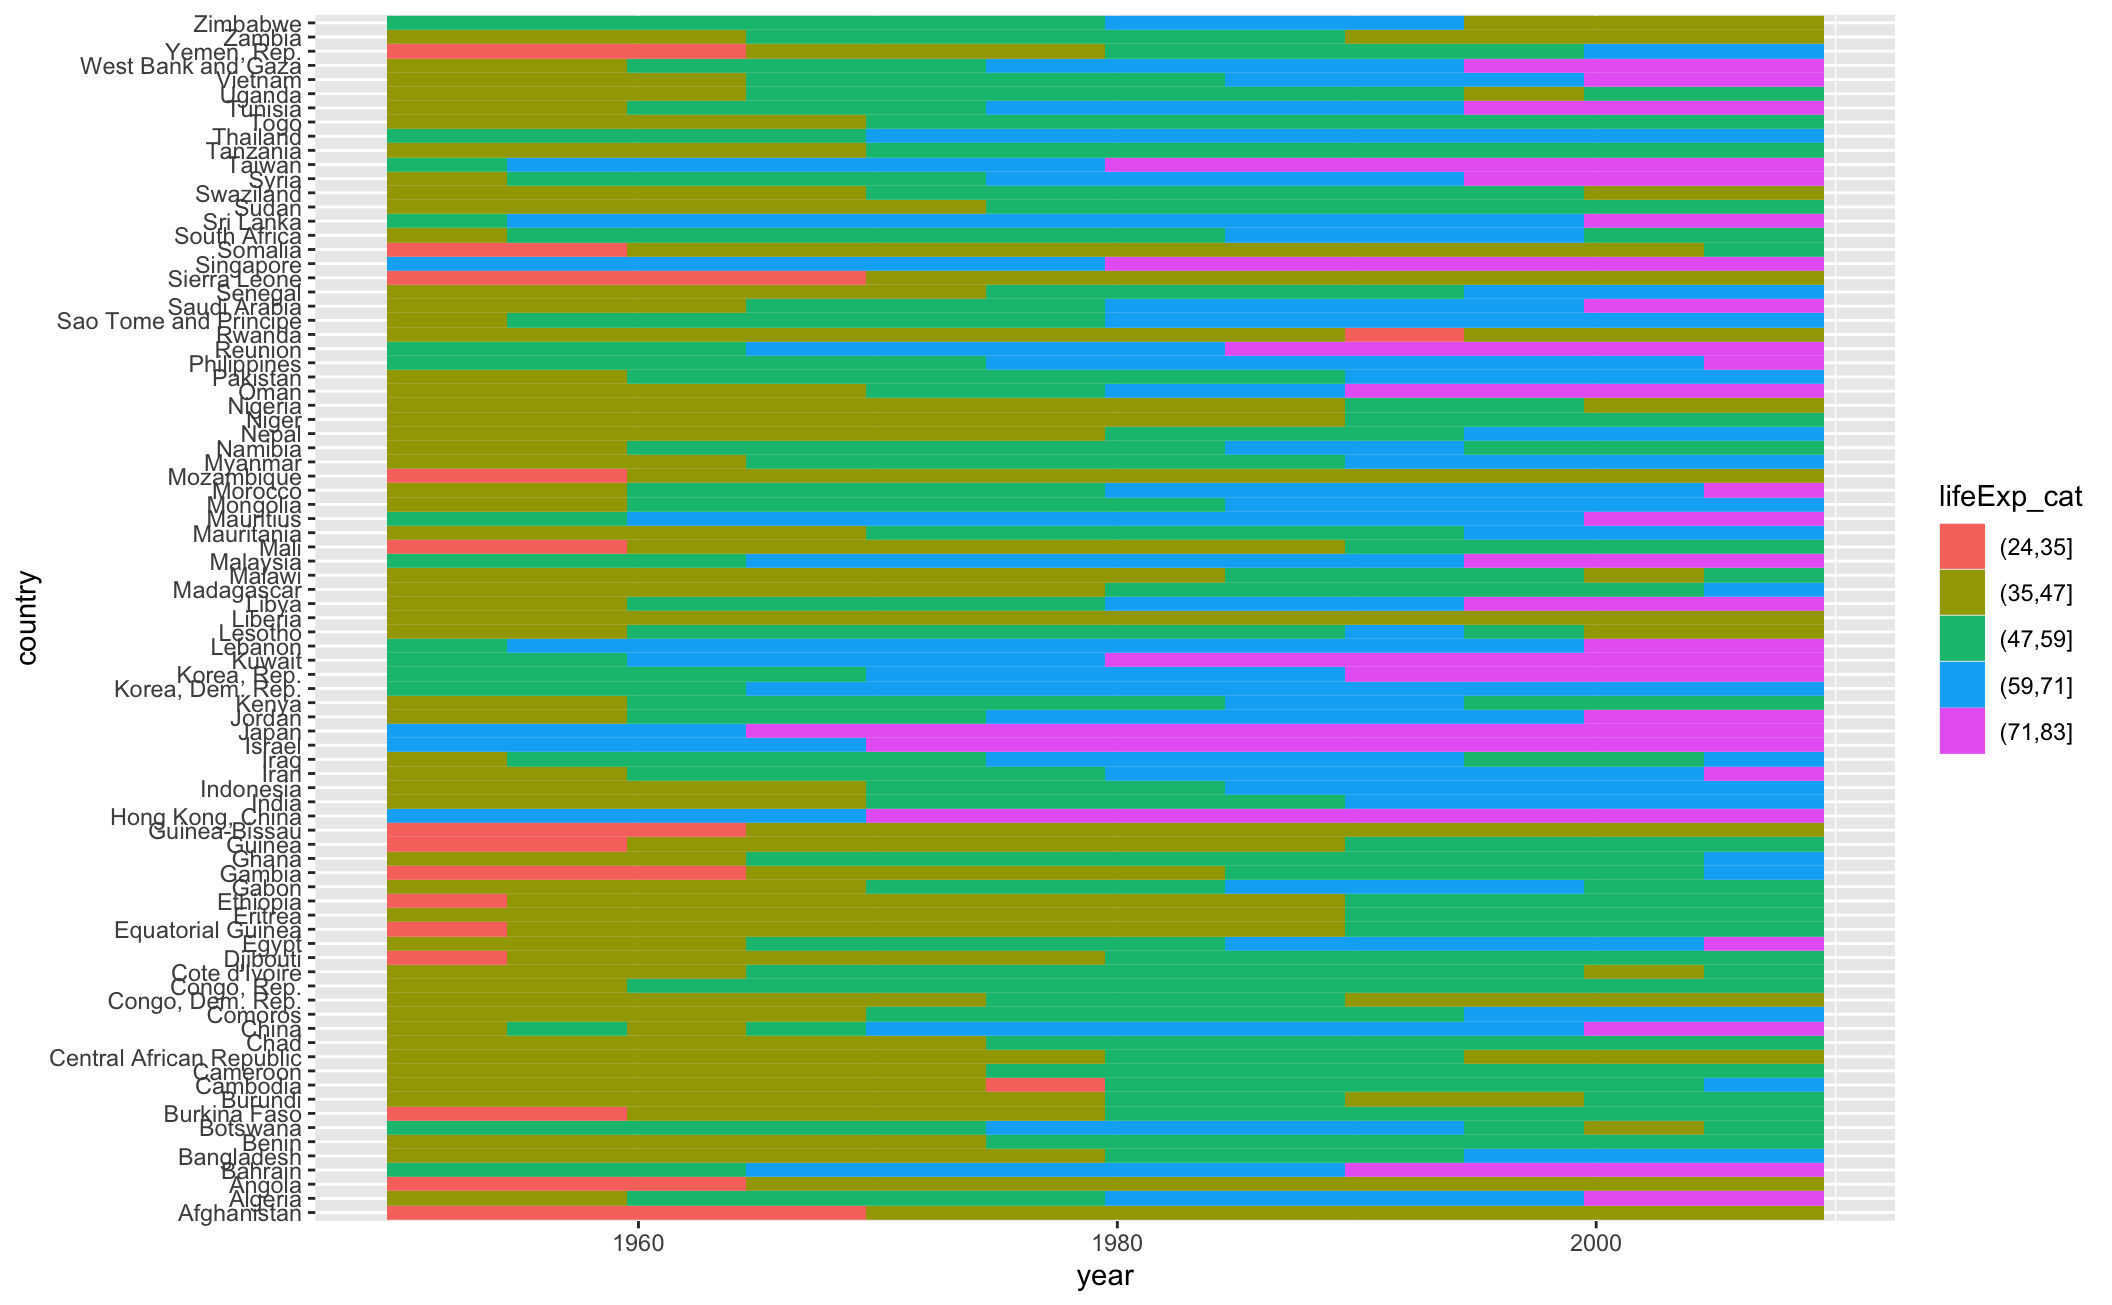 Zimbabwe
Zambia
Yemen, Rep.
West Bank and Gaza
Vietnam
Uganda
Tunisia
Togo
Thailand
Tanzania
Taiwan
Syria
Swaziland
Sudan
Sri Lanka
South Africa
Somalia
Singapore
Sierra Leone
Senegal
Saudi Arabia
Sao Tome and Principe
Rwanda
Reunion
Philippines
Pakistan
Oman
Nigeria
Niger
Nepal
Namibia
Myanmar
Mozambique
Morocco
Mongolia
Mauritius
Mauritania
Mali
Malaysia
Malawi
Madagascar
Libya
Liberia
Lesotho
Lebanon
Kuwait
Korea, Rep.
Korea, Dem. Rep.
Kenya
Jordan
Japan
Israel
Iraq
Iran
Indonesia
India
Hong Kong, China
Guinea-Bissau
Guinea
Ghana
Gambia
Gabon
Ethiopia
Eritrea
Equatorial Guinea
Egypt
Djibouti
Cote d'Ivoire
Congo, Rep.
Congo, Dem. Rep.
Comoros
China
Chad
Central African Republic
Cameroon
Cambodia
Burundi
Burkina Faso
Botswana
Benin
Bangladesh
Bahrain
Angola
Algeria
Afghanistan
country
1960 1980 2000
year
lifeExp_cat
(24,35]
(35,47]
(47,59]
(59,71]
(71,83]